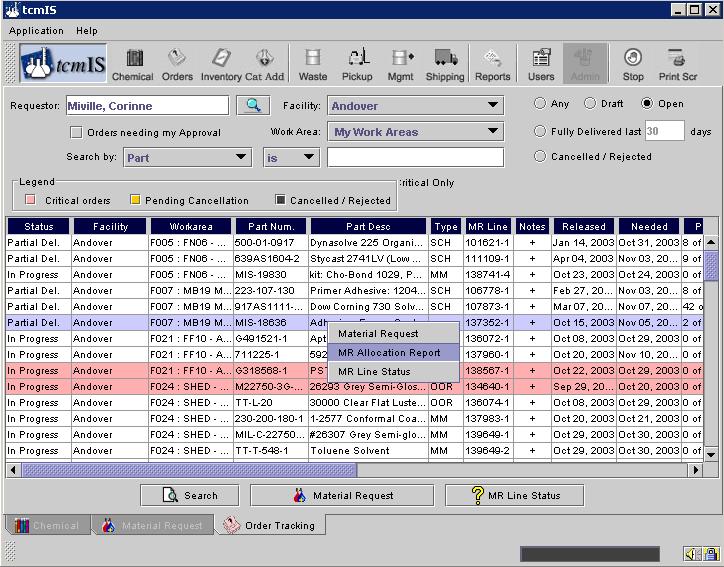 tcmIS
Application Help
tcmIS Chemical Orders Inventory Cat Add Waste Pickup Mgmt Shipping Reports Users Admin Stop Print Scr
Requestor: Miville, Corinne Facility: Andover Any Draft Open
Orders needing my Approval Work Area: My Work Areas Fully Delivered last 30 days
Search by: Part is Cancelled / Rejected
Legend Critical Only
Critical orders Pending Cancellation Cancelled / Rejected
Status Facility Workarea Part Num. Part Desc Type MR Line Notes Released Needed P
Partial Del. Andover F005 : FN06 - ... 500-01-0917 Dynasolve 225 Organi... SCH 101621-1 + Jan 14, 2003 Oct 31, 2003 8 of
Partial Del. Andover F005 : FN06 - ... 639AS1604-2 Stycast 2741LV (Low ... SCH 111109-1 + Apr 04, 2003 Nov 03, 20... 9 of
In Progress Andover F005 : FN06 - ... MIS-19830 kit: Cho-Bond 1029, P... MM 138741-4 + Oct 23, 2003 Oct 24, 2003 0 of
Partial Del. Andover F007 : MB19 M... 223-107-130 Primer Adhesive: 1204... SCH 106778-1 + Feb 27, 20... Nov 03, 20... 8 of
Partial Del. Andover F007 : MB19 M... 917AS1111-... Dow Corning 730 Solv... SCH 107873-1 + Mar 07, 20... Nov 07, 20... 42 o
Partial Del. Andover F007 : MB19 M... MIS-18636 137352-1 + Oct 15, 2003 Nov 05, 20... 2 of
In Progress Andover F021 : FF10 - A... G491521-1 Apt 136072-1 + Oct 08, 2003 Nov 03, 20... 0 of
In Progress Andover F021 : FF10 - A... 711225-1 592 137960-1 + Oct 20, 2003 Nov 10, 20... 0 of
In Progress Andover F021 : FF10 - A... G318568-1 PST 138567-1 + Oct 22, 2003 Oct 22, 2003 0 of
In Progress Andover F024 : SHED - ... M22750-3G-... 26293 Grey Semi-Glos... OOR 134640-1 + Sep 29, 20... Oct 20, 2003 0 of
In Progress Andover F024 : SHED - ... TT-L-20 30000 Clear Flat Luste... OOR 136074-1 + Oct 08, 2003 Oct 29, 2003 0 of
In Progress Andover F024 : SHED - ... 230-200-180-1 1-2577 Conformal Coa... MM 137983-1 + Oct 20, 2003 Oct 21, 2003 0 of
In Progress Andover F024 : SHED - ... MIL-C-22750... #26307 Grey Semi-glo... MM 139649-1 + Oct 29, 2003 Oct 30, 2003 0 of
In Progress Andover F024 : SHED - ... TT-T-548-1 Toluene Solvent MM 139649-2 + Oct 29, 2003 Oct 30, 2003 0 of
Material Request
MR Allocation Report
MR Line Status
Search Material Request MR Line Status
Chemical Material Request Order Tracking